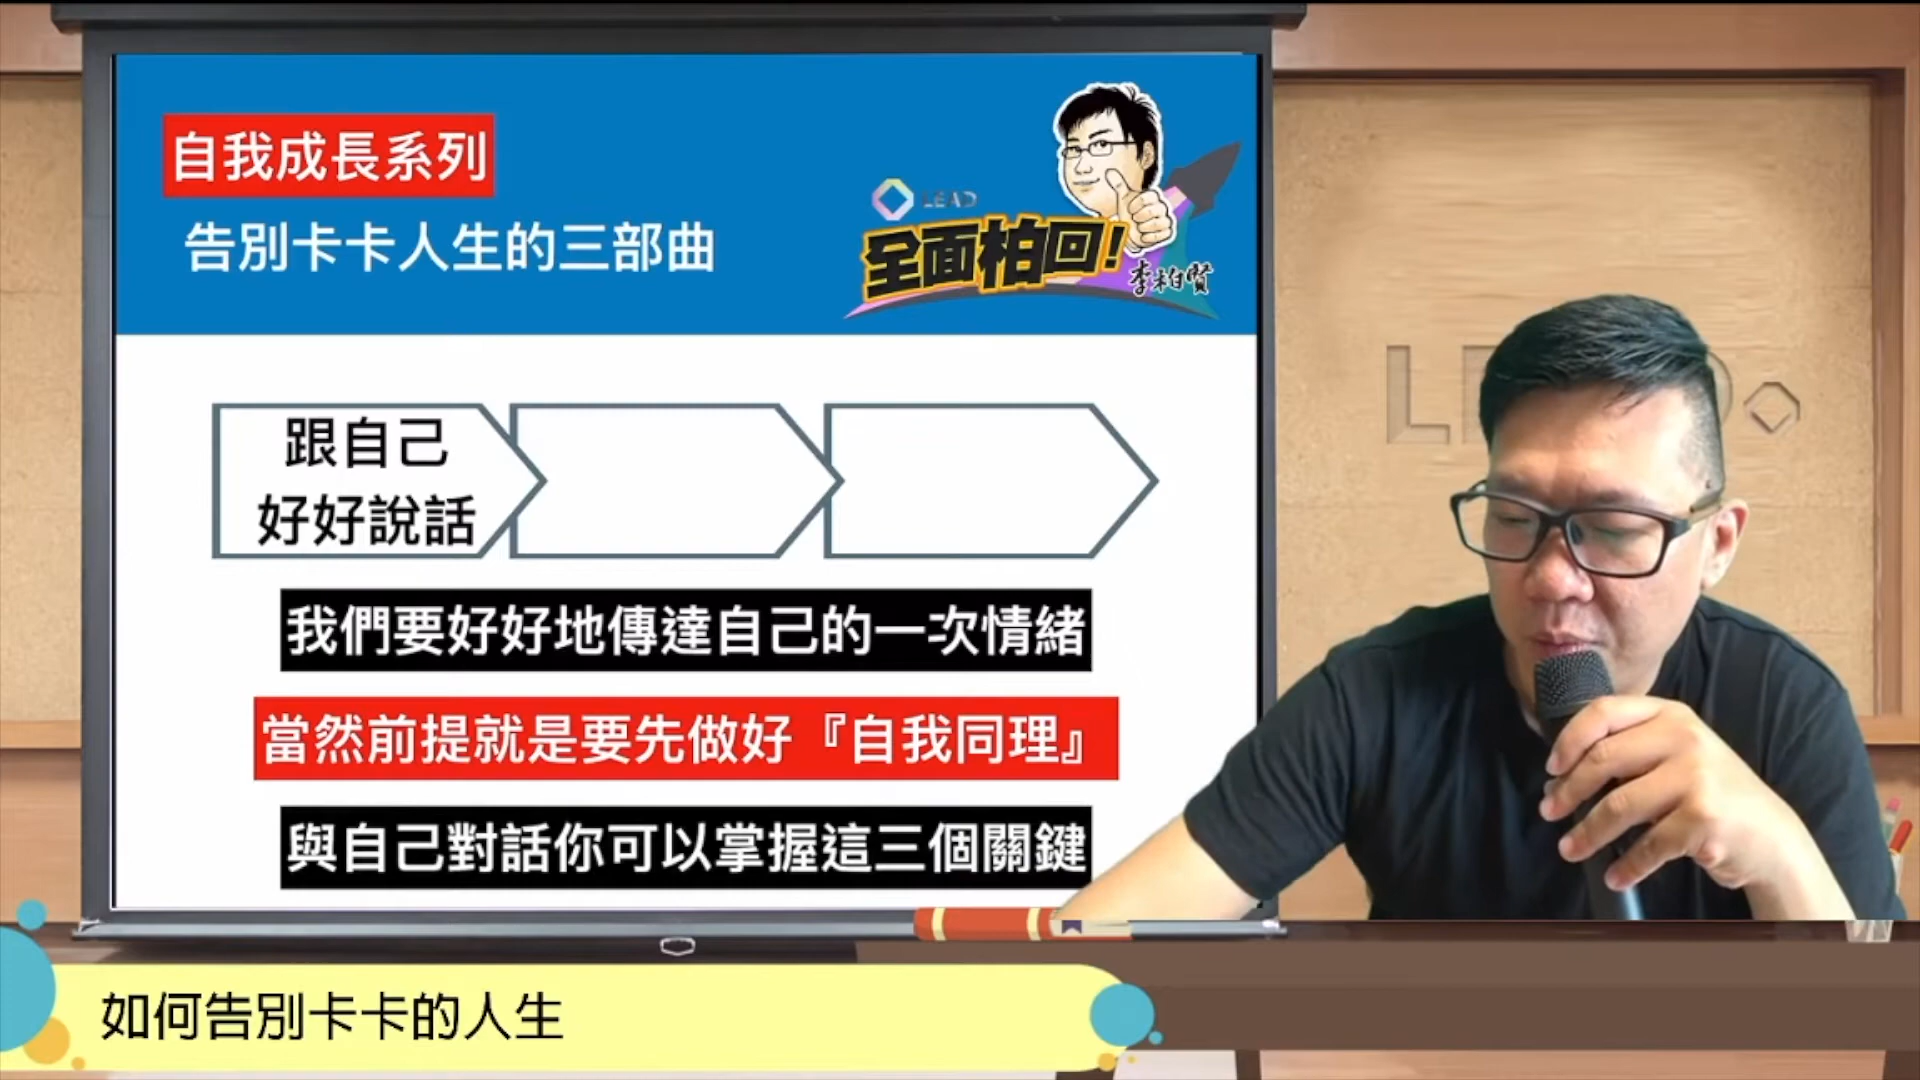 自我成長系列
告別卡卡人生的三部曲
LEAD
全面柏回!
李柏賢
跟自己
好好說話
我們要好好地傳達自己的一次情緒
當然前提就是要先做好『自我同理』
與自己對話你可以掌握這三個關鍵
如何告別卡卡的人生